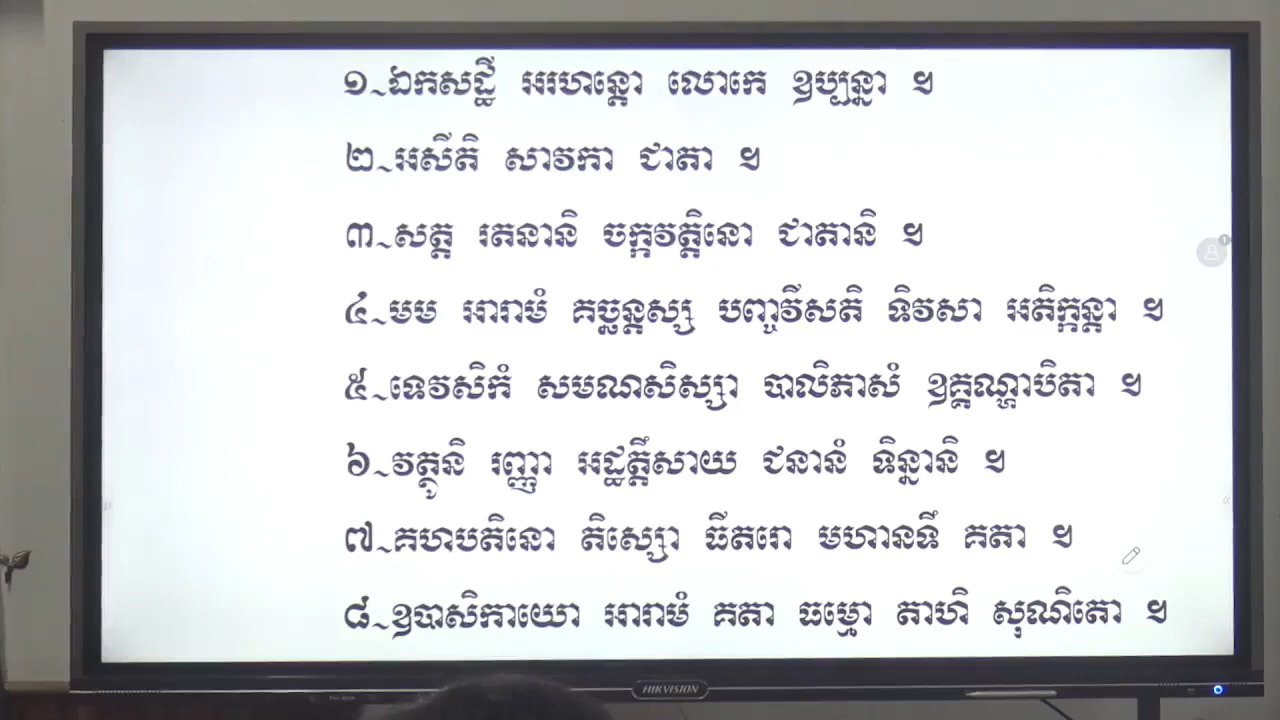 ១~ឯកសដ្ឋី អរហន្តោ លោកេ ឧប្បន្នា ។
២~អសីតិ សាវកា ជាតា ។
៣~សត្ត រតនានិ ចក្កវត្តិនោ ជាតានិ ។
៤~មម អារាមំ គច្ឆន្តស្ស បញ្ចវីសតិ ទិវសា អតិក្កន្តា ។
៥~ទេវសិកំ សមណសិស្សា បាលិភាសំ ឧគ្គណ្ហាបិតា ។
៦~វត្ថូនិ រញ្ញា អដ្ឋត្តឹសាយ ជនានំ ទិន្នានិ ។
៧~គហបតិនោ តិស្សោ ធីតរោ មហានទឹ គតា ។
៨~ឧបាសិកាយោ អារាមំ គតា ធម្មោ តាហិ សុណិតោ ។
HIKVISION